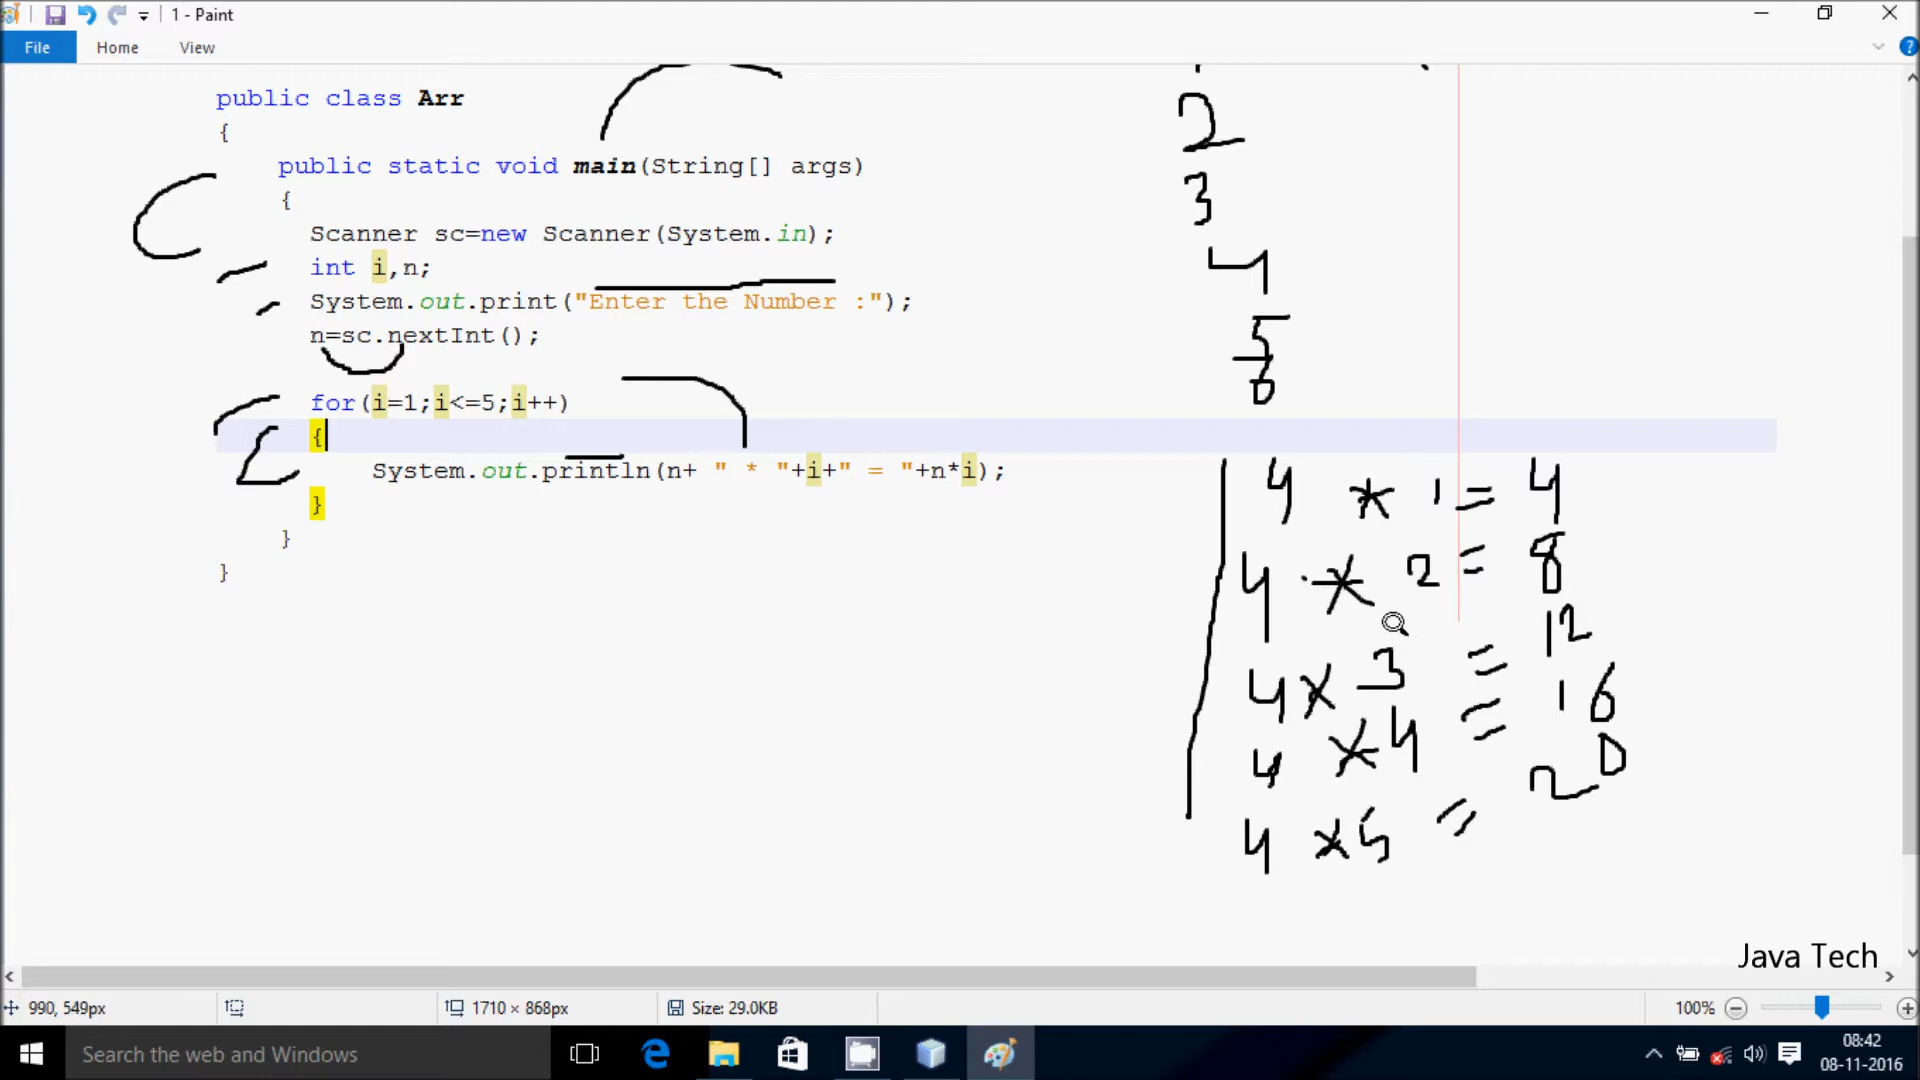 1 - Paint
File Home View
public class Arr
{
public static void main(String[] args)
{
Scanner sc=new Scanner(System.in);
int i,n;
System.out.print("Enter the Number :");
n=sc.nextInt();
for(i=1;i<=5;i++)
{
System.out.println(n+ " * "+i+" = "+n*i);
}
}
}
2
3
4
5
6
4 * 1 = 4
4 * 2 = 8
4 * 3 = 12
4 * 4 = 16
4 * 5 = 20
Java Tech
990, 549px 1710 × 868px Size: 29.0KB 100%
Search the web and Windows
08:42
08-11-2016